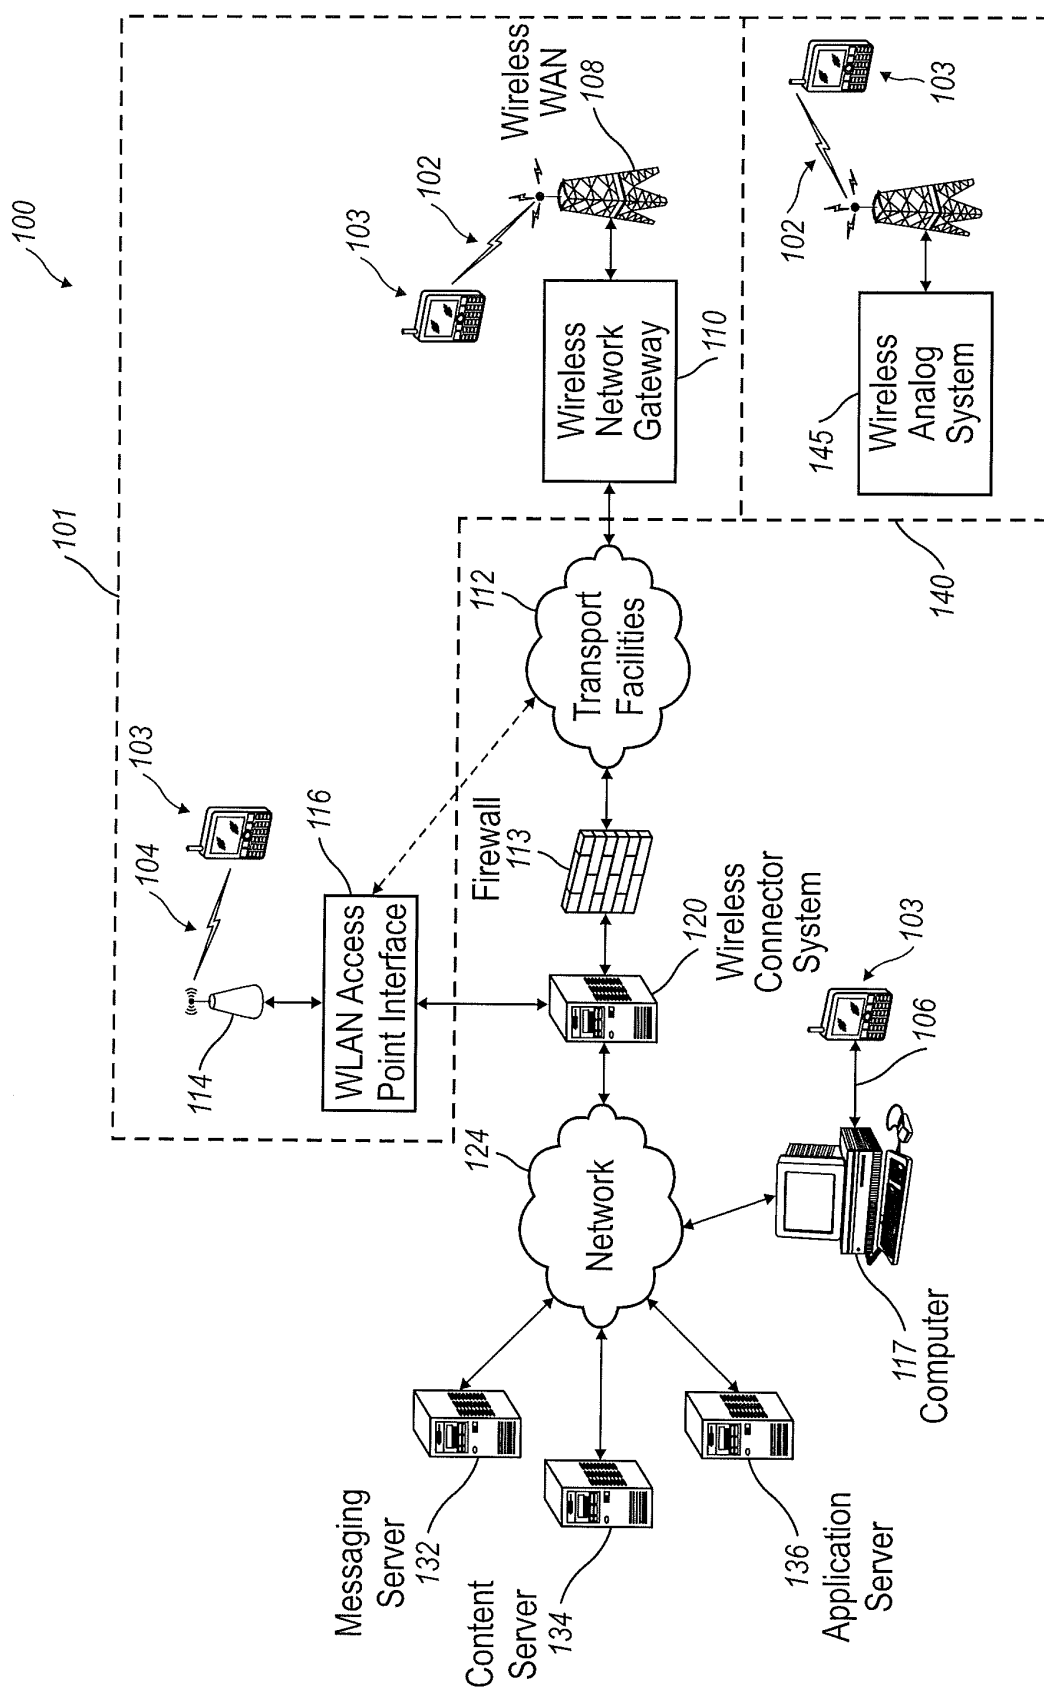 100
101
103
104
114
116
WLAN Access
Point Interface
103
102
Wireless
WAN
108
Wireless
Network
Gateway
110
112
Transport
Facilities
Firewall
113
120
Wireless
Connector
System
124
Network
Messaging
Server
132
Content
Server
134
136
Application
Server
117
Computer
106
103
140
145
Wireless
Analog
System
102
103